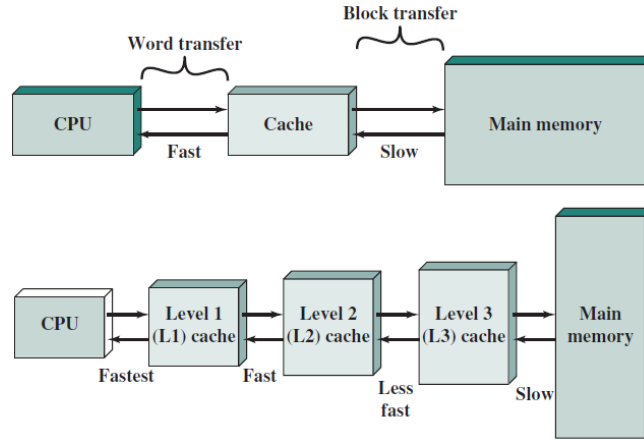 Block transfer
Word transfer
CPU
Cache
Main memory
Fast
Slow
CPU
Level 1
(L1) cache
Level 2
(L2) cache
Level 3
(L3) cache
Main
memory
Fastest
Fast
Less
fast
Slow